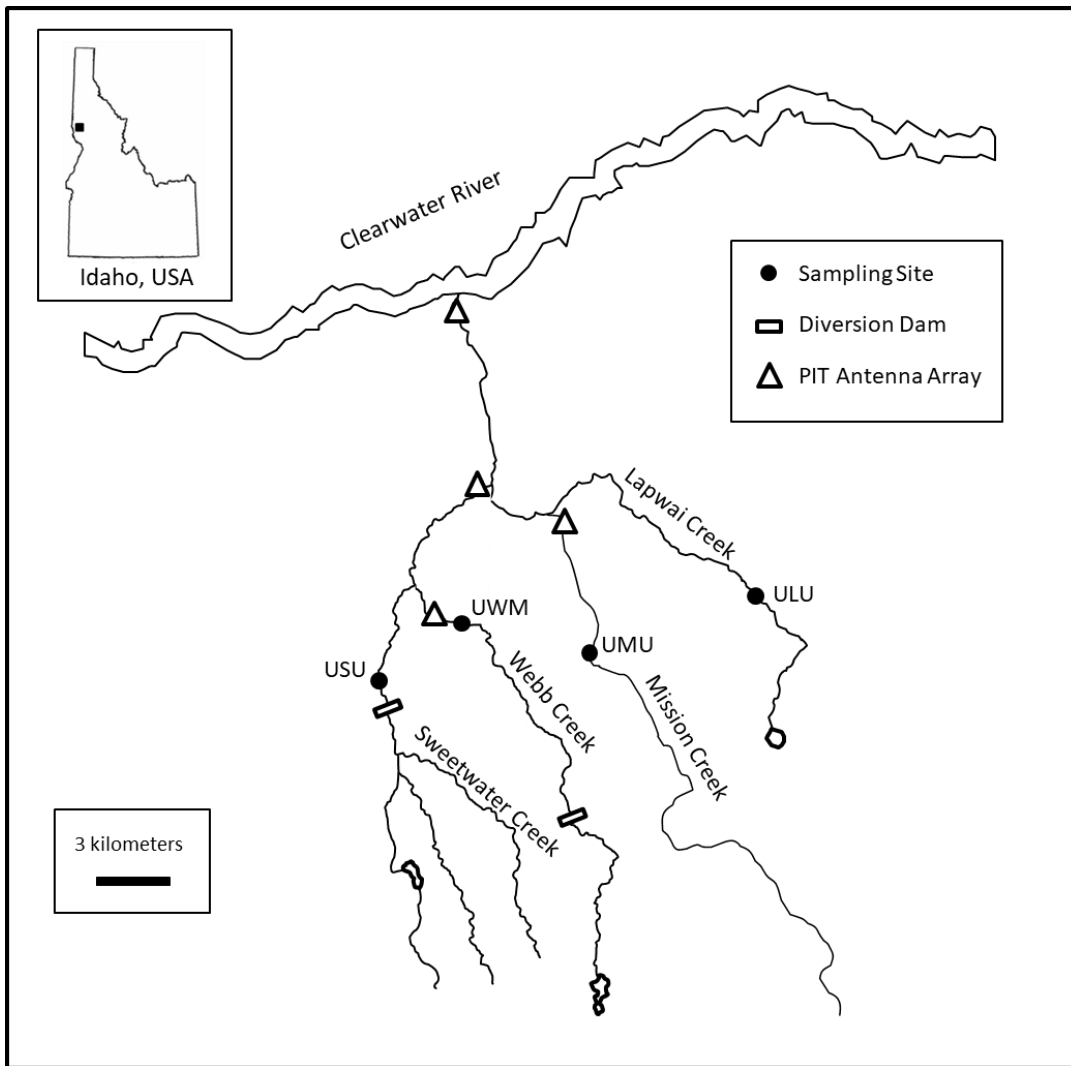 Idaho, USA
Clearwater River
Sampling Site
Diversion Dam
PIT Antenna Array
Lapwai Creek
ULU
UWM
UMU
USU
Webb Creek
Mission Creek
Sweetwater Creek
3 kilometers